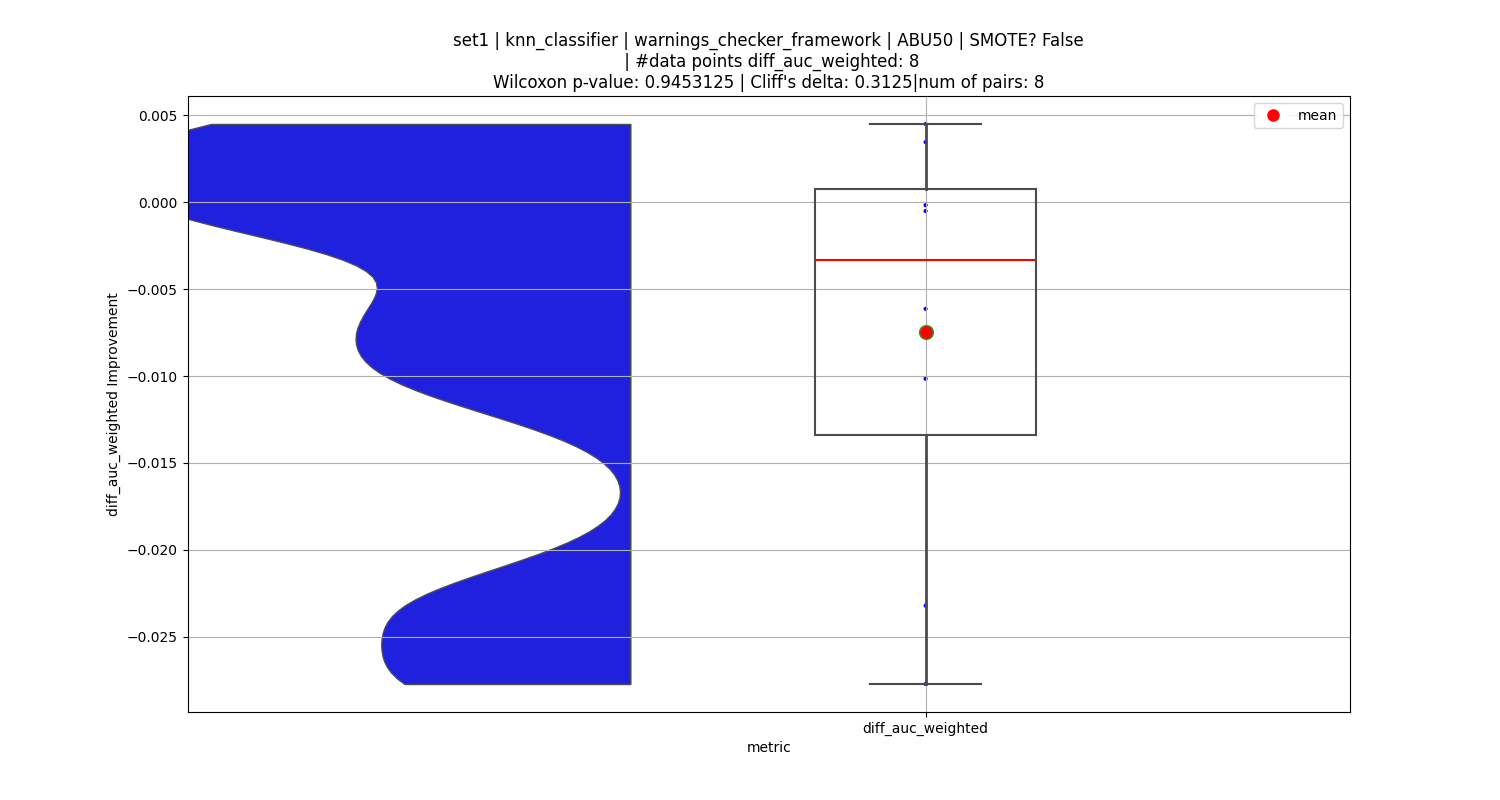 set1 | knn_classifier | warnings_checker_framework | ABU50 | SMOTE? False
| #data points diff_auc_weighted: 8
Wilcoxon p-value: 0.9453125 | Cliff's delta: 0.3125|num of pairs: 8
mean
0.005
0.000
−0.005
−0.010
−0.015
−0.020
−0.025
diff_auc_weighted Improvement
diff_auc_weighted
metric